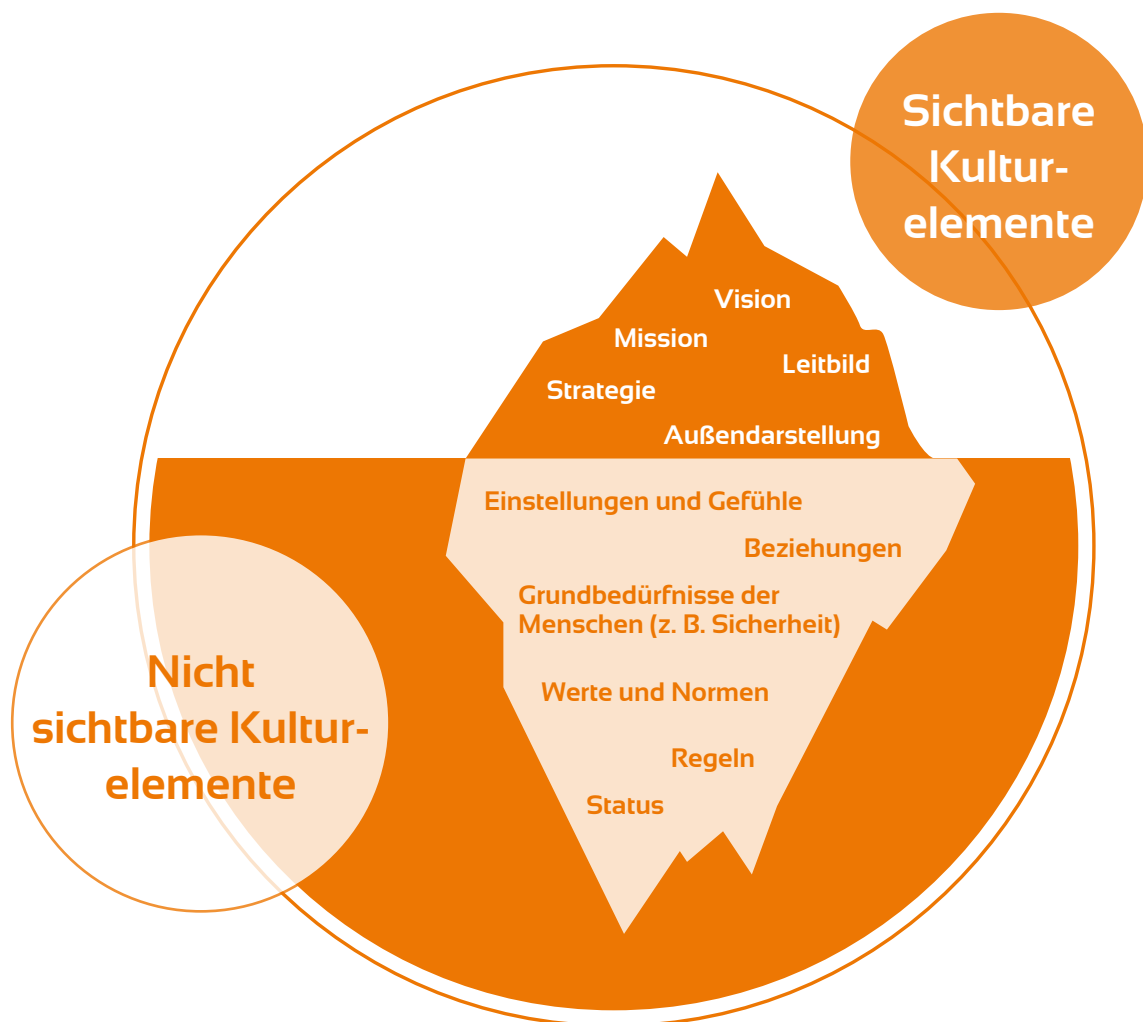 Sichtbare
Kultur-
elemente
Vision
Mission
Leitbild
Strategie
Außendarstellung
Einstellungen und Gefühle
Beziehungen
Grundbedürfnisse der
Menschen (z. B. Sicherheit)
Nicht
sichtbare Kultur-
elemente
Werte und Normen
Regeln
Status